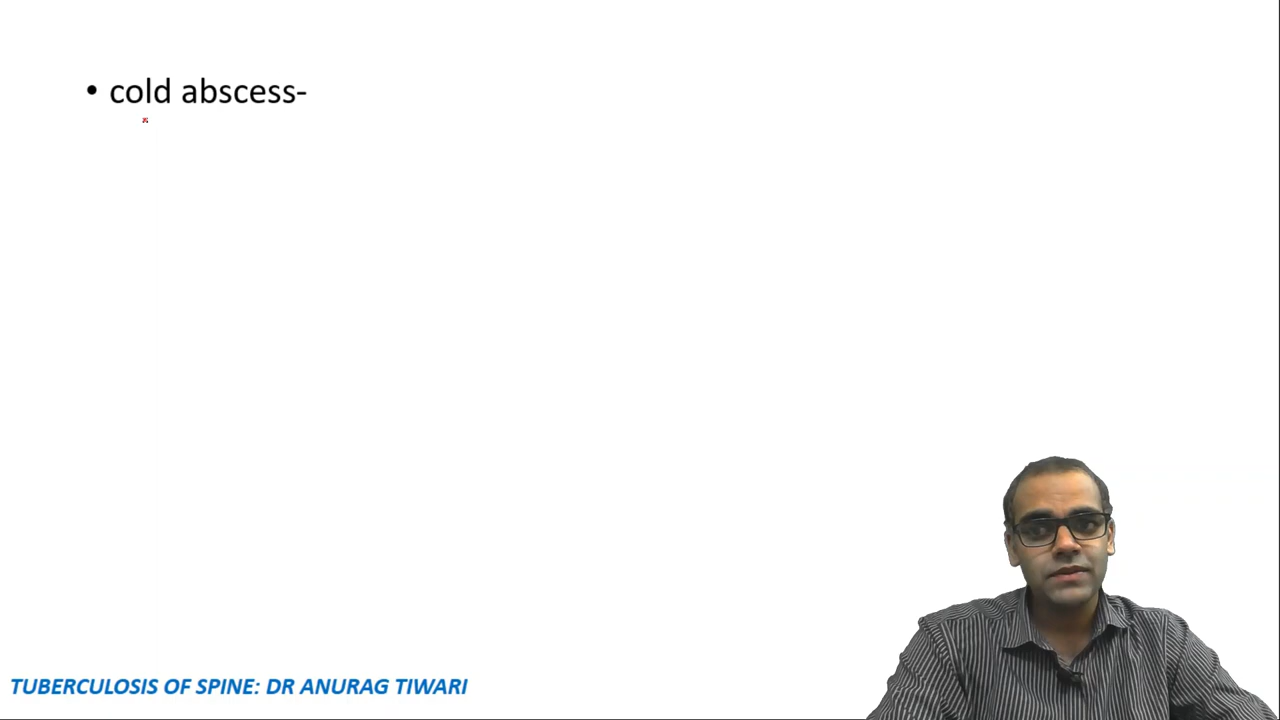 • cold abscess-
TUBERCULOSIS OF SPINE: DR ANURAG TIWARI